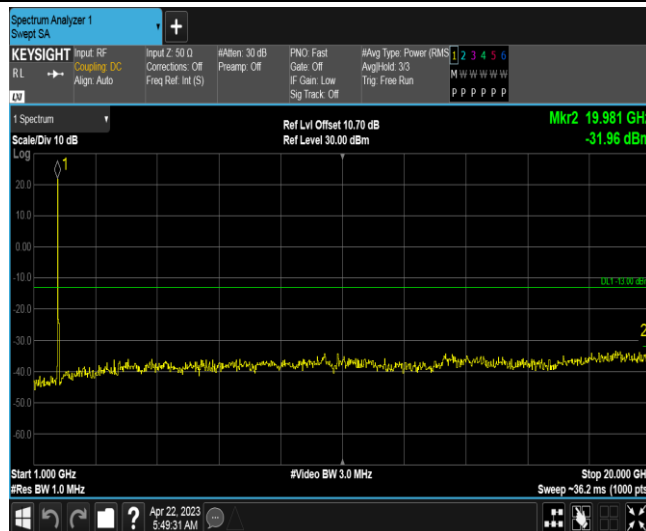 Spectrum Analyzer 1
Swept SA
+
KEYSIGHT
RL
LXI
Input: RF
Coupling: DC
Align: Auto
Input Z: 50 Ω
Corrections: Off
Freq Ref: Int (S)
#Atten: 30 dB
Preamp: Off
PNO: Fast
Gate: Off
IF Gain: Low
Sig Track: Off
#Avg Type: Power (RMS
Avg|Hold: 3/3
Trig: Free Run
1 2 3 4 5 6
M W W W W W
P P P P P P
1 Spectrum
Scale/Div 10 dB
Log
Ref Lvl Offset 10.70 dB
Ref Level 30.00 dBm
Mkr2 19.981 GHz
-31.96 dBm
1
20.0
10.0
0.00
-10.0
DL1 -13.00 dBm
-20.0
-30.0
2
-40.0
-50.0
-60.0
Start 1.000 GHz
#Res BW 1.0 MHz
#Video BW 3.0 MHz
Stop 20.000 GHz
Sweep ~36.2 ms (1000 pts
?
Apr 22, 2023
5:49:31 AM